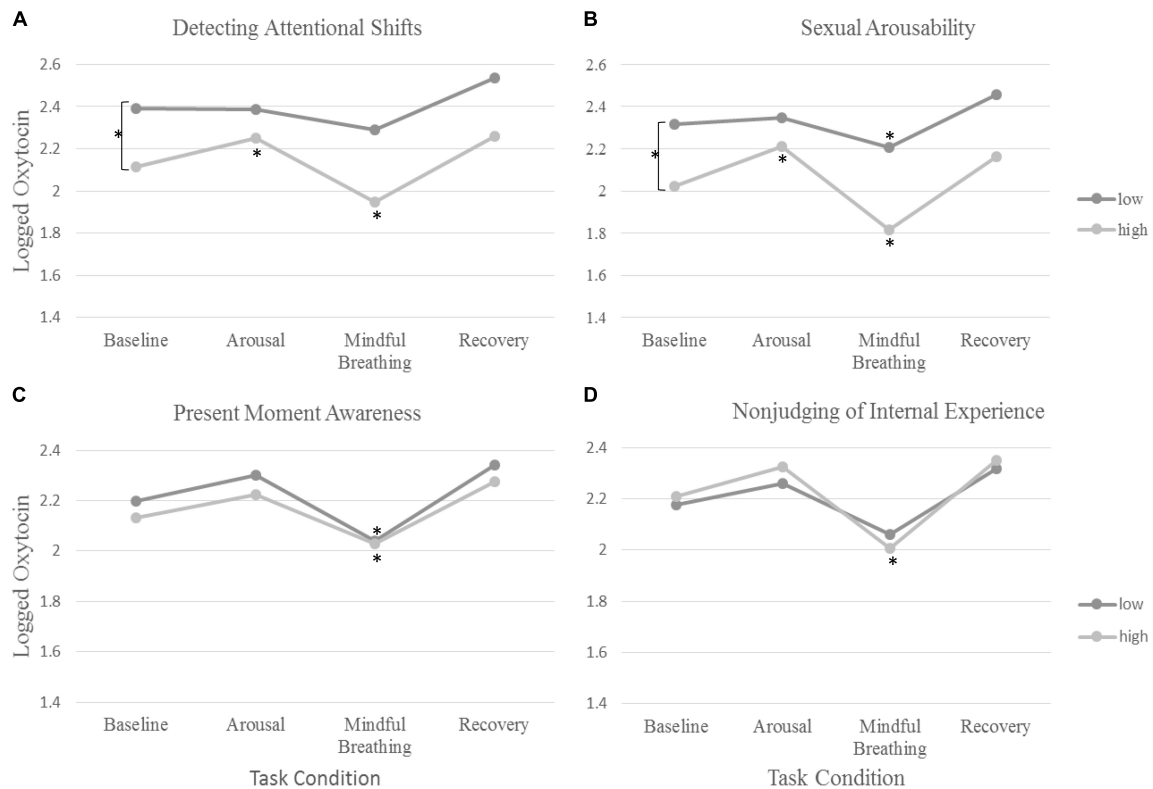 A
Detecting Attentional Shifts
Logged Oxytocin
2.6
2.4
2.2
2
1.8
1.6
1.4
*
*
*
Baseline
Arousal
Mindful
Breathing
Recovery
B
Sexual Arousability
2.6
2.4
2.2
2
1.8
1.6
1.4
*
*
*
*
Baseline
Arousal
Mindful
Breathing
Recovery
low
high
C
Present Moment Awareness
Logged Oxytocin
2.4
2.2
2
1.8
1.6
1.4
*
*
Baseline
Arousal
Mindful
Breathing
Recovery
Task Condition
D
Nonjudging of Internal Experience
2.4
2.2
2
1.8
1.6
1.4
*
Baseline
Arousal
Mindful
Breathing
Recovery
Task Condition
low
high